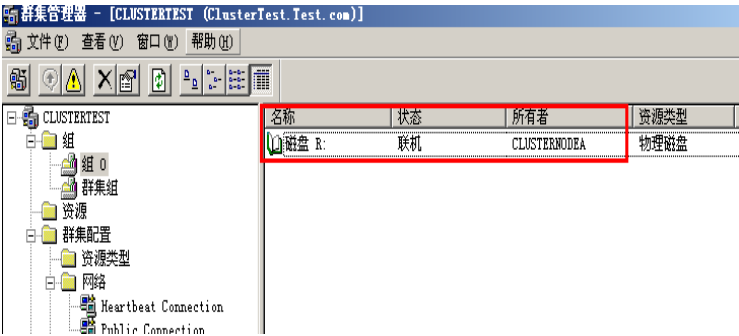 群集管理器 - [CLUSTERTEST (ClusterTest.Test.com)]
文件(F) 查看(V) 窗口(W) 帮助(H)
CLUSTERTEST
组
组 0
群集组
资源
群集配置
资源类型
网络
Heartbeat Connection
Public Connection
名称 状态 所有者 资源类型
磁盘 R: 联机 CLUSTERNODEA 物理磁盘